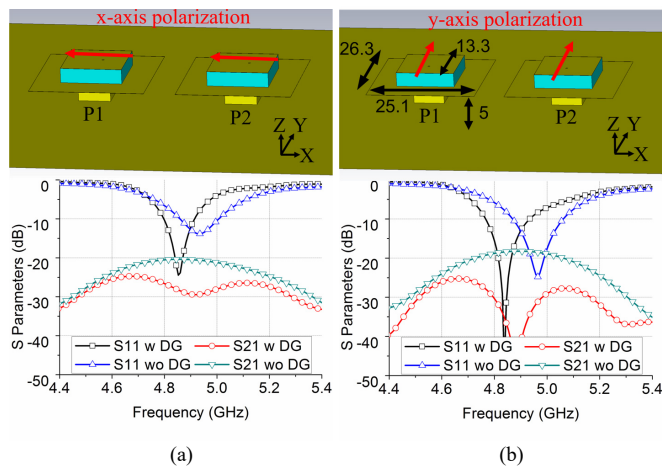 x-axis polarization
P1
P2
Z
Y
X
y-axis polarization
26.3
13.3
25.1
5
P1
P2
Z
Y
X
0
-10
-20
-30
-40
-50
S Parameters (dB)
S11 w DG
S21 w DG
S11 wo DG
S21 wo DG
4.4
4.6
4.8
5.0
5.2
5.4
Frequency (GHz)
(a)
0
-10
-20
-30
-40
-50
S Parameters (dB)
S11 w DG
S21 w DG
S11 wo DG
S21 wo DG
4.4
4.6
4.8
5.0
5.2
5.4
Frequency (GHz)
(b)